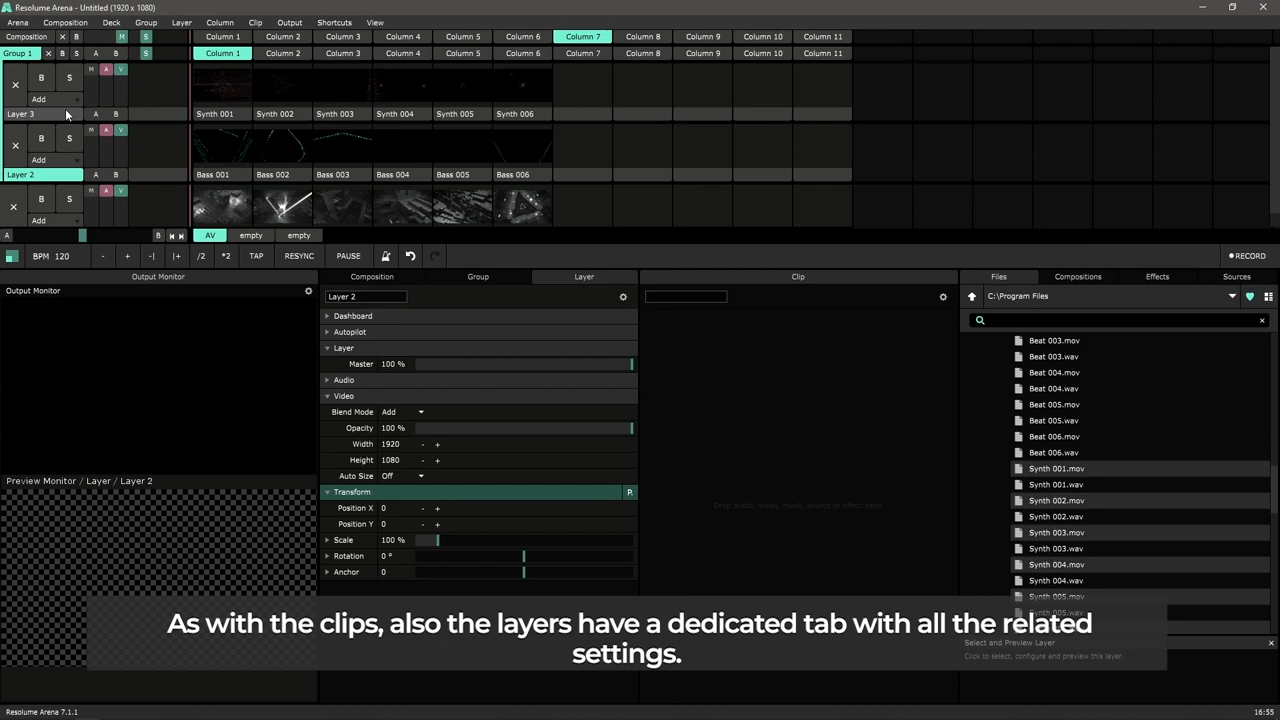 Resolume Arena - Untitled (1920 x 1080)
Arena Composition Deck Group Layer Column Clip Output Shortcuts View
Composition X B M S Column 1 Column 2 Column 3 Column 4 Column 5 Column 6 Column 7 Column 8 Column 9 Column 10 Column 11
Group 1 X B S A B S Column 1 Column 2 Column 3 Column 4 Column 5 Column 6 Column 7 Column 8 Column 9 Column 10 Column 11
X B S M A V
Add
Layer 3 A B Synth 001 Synth 002 Synth 003 Synth 004 Synth 005 Synth 006
X B S M A V
Add
Layer 2 A B Bass 001 Bass 002 Bass 003 Bass 004 Bass 005 Bass 006
X B S M A V
Add
A B AV empty empty
BPM 120 - + -| |+ /2 *2 TAP RESYNC PAUSE RECORD
Output Monitor Composition Group Layer Clip Files Compositions Effects Sources
Output Monitor
Layer 2
C:\Program Files
Dashboard
Autopilot
Layer
Master 100 %
Audio
Video
Blend Mode Add
Opacity 100 %
Width 1920 - +
Height 1080 - +
Auto Size Off
Transform P.
Position X 0 - +
Position Y 0 - +
Scale 100 %
Rotation 0 °
Anchor 0
Preview Monitor / Layer / Layer 2
Drop audio, video, mask, source or effect here.
Beat 003.mov
Beat 003.wav
Beat 004.mov
Beat 004.wav
Beat 005.mov
Beat 005.wav
Beat 006.mov
Beat 006.wav
Synth 001.mov
Synth 001.wav
Synth 002.mov
Synth 002.wav
Synth 003.mov
Synth 003.wav
Synth 004.mov
Synth 004.wav
Synth 005.mov
Synth 005.wav
As with the clips, also the layers have a dedicated tab with all the related
settings.
Select and Preview Layer
Click to select, configure and preview this layer.
Resolume Arena 7.1.1
16:55